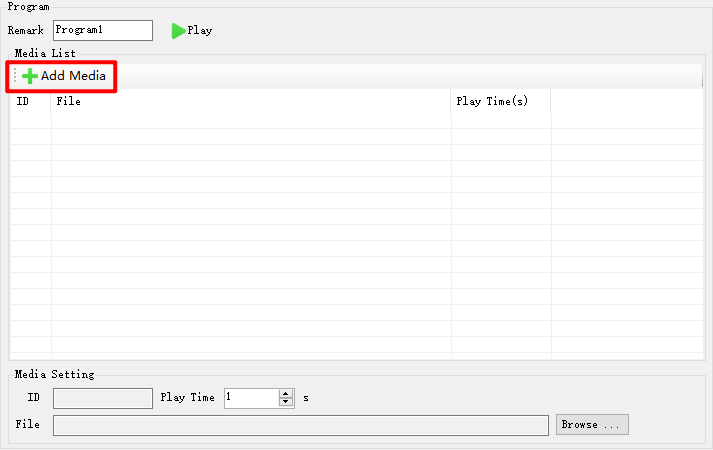 Program
Remark Program1 Play
Media List
Add Media
ID File Play Time(s)
Media Setting
ID Play Time 1 s
File Browse ...